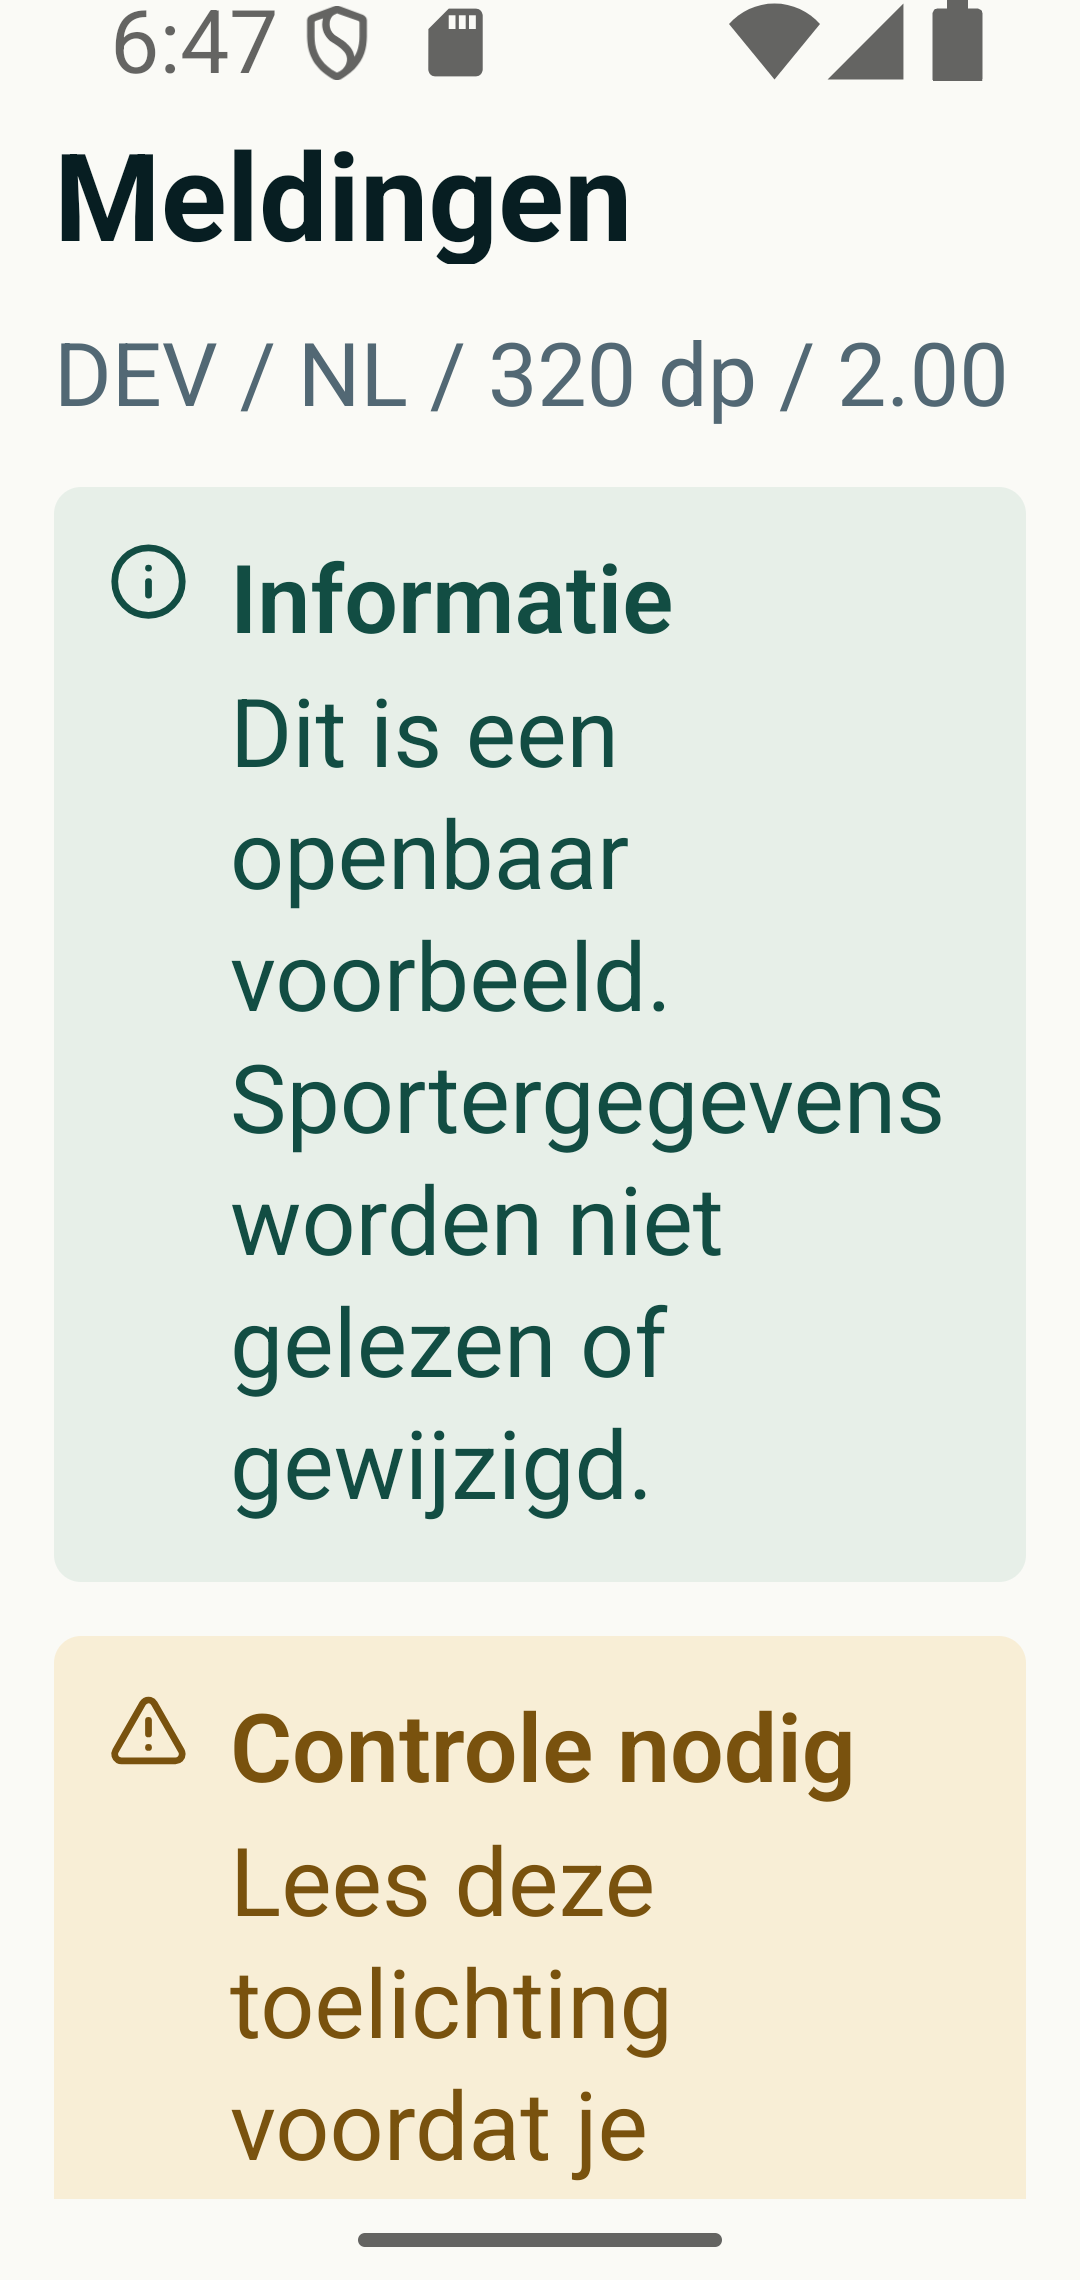 6:47
Meldingen
DEV / NL / 320 dp / 2.00
Informatie
Dit is een
openbaar
voorbeeld.
Sportergegevens
worden niet
gelezen of
gewijzigd.
Controle nodig
Lees deze
toelichting
voordat je